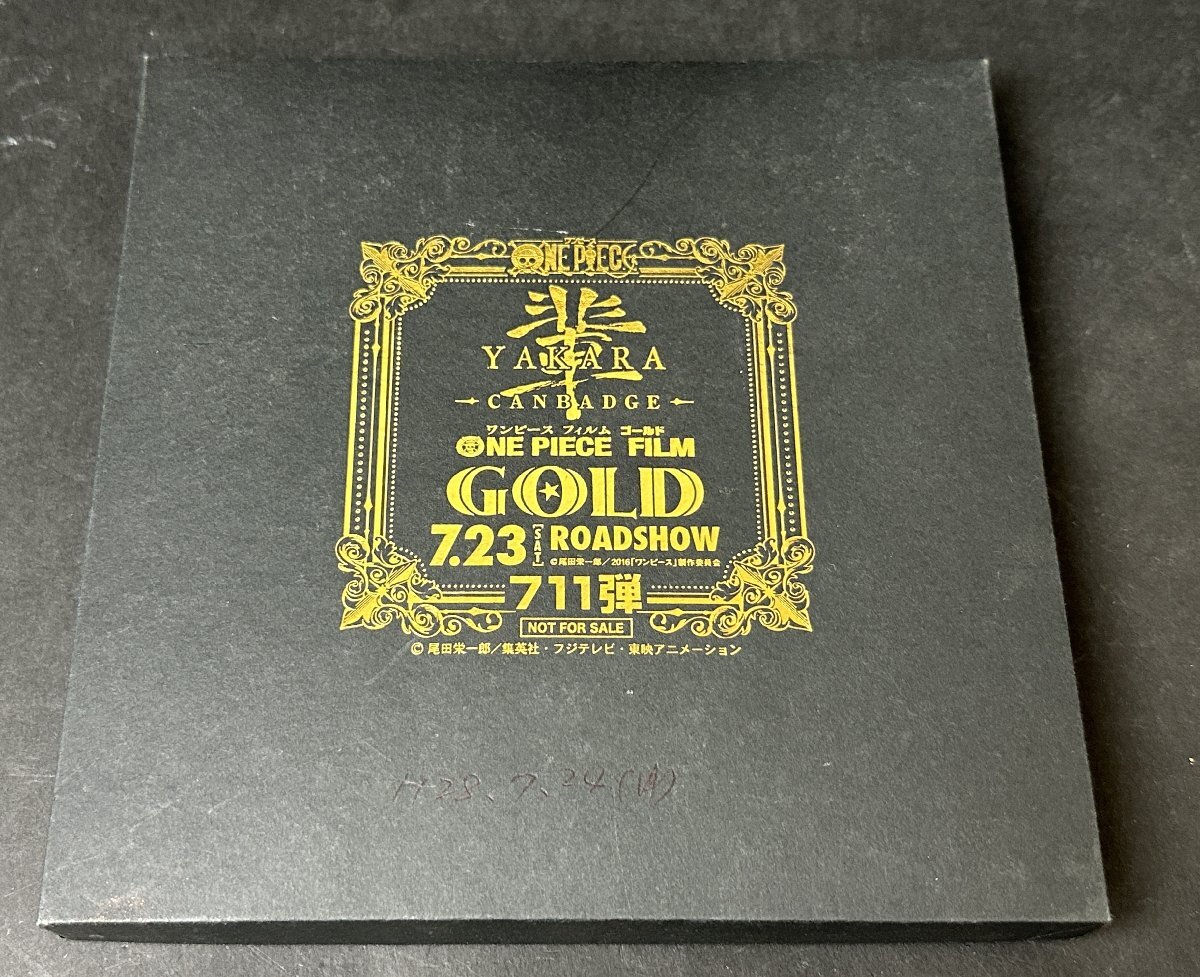 アニメ
ONE PIECE
輩
YAKARA
CANBADGE
ワンピース フィルム ゴールド
ONE PIECE FILM
GOLD
7.23 [SAT] ROADSHOW
©尾田栄一郎/2016「ワンピース」製作委員会
711弾
NOT FOR SALE
©尾田栄一郎/集英社・フジテレビ・東映アニメーション
H28、7、24